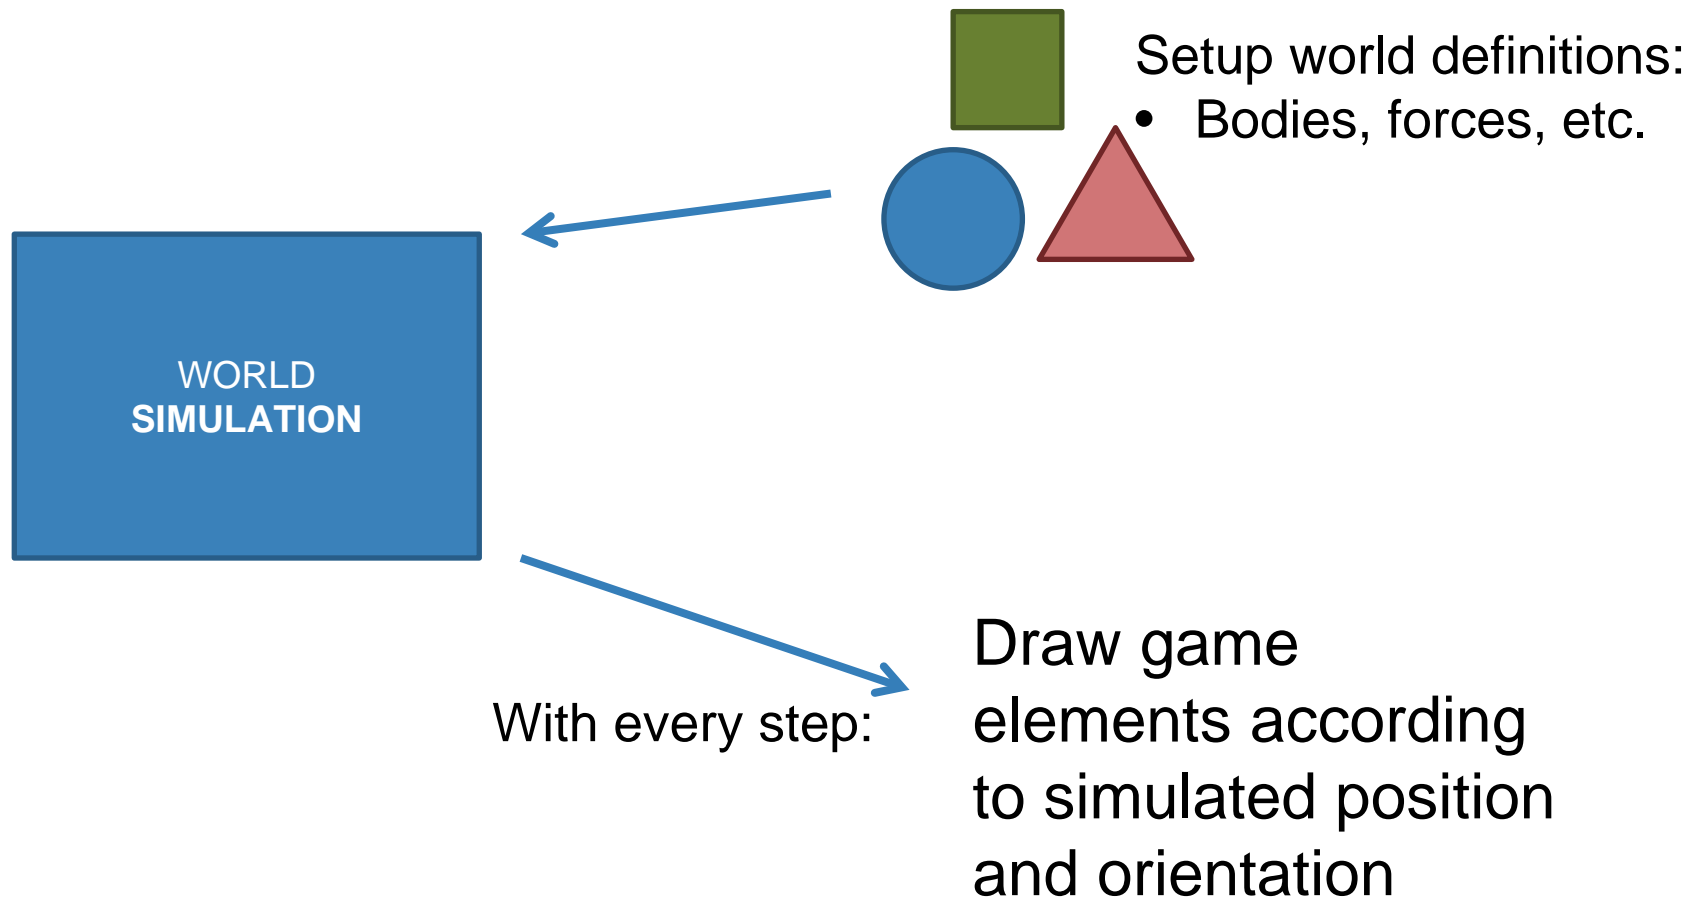 Setup world definitions:
• Bodies, forces, etc.
WORLD
SIMULATION
With every step:
Draw game
elements according
to simulated position
and orientation